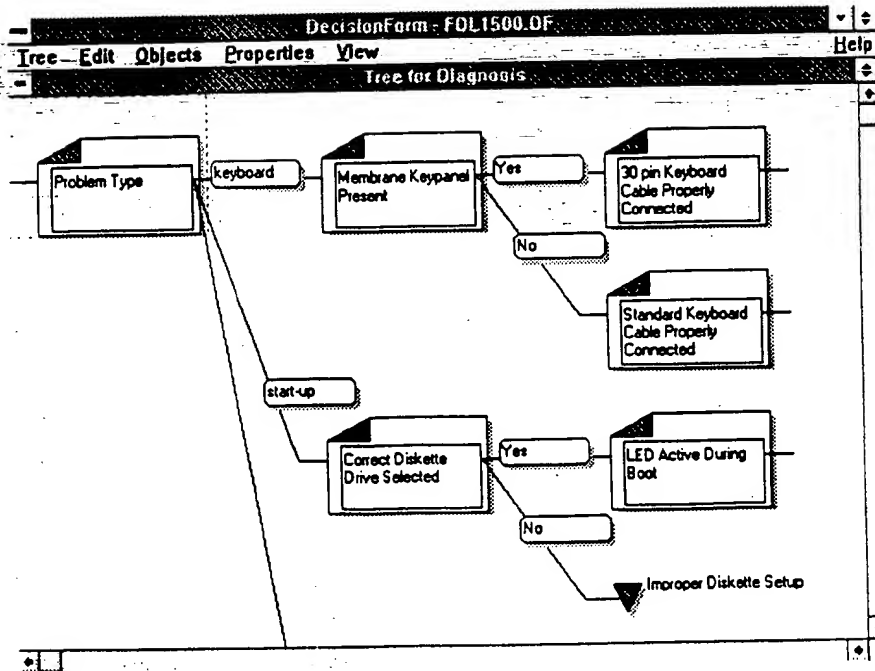 DecisionForm - FOL1500.DF
Tree Edit Objects Properties View Help
Tree for Diagnosis
Problem Type
keyboard
Membrane Keypanel
Present
Yes
30 pin Keyboard
Cable Properly
Connected
No
Standard Keyboard
Cable Properly
Connected
start-up
Correct Diskette
Drive Selected
Yes
LED Active During
Boot
No
Improper Diskette Setup